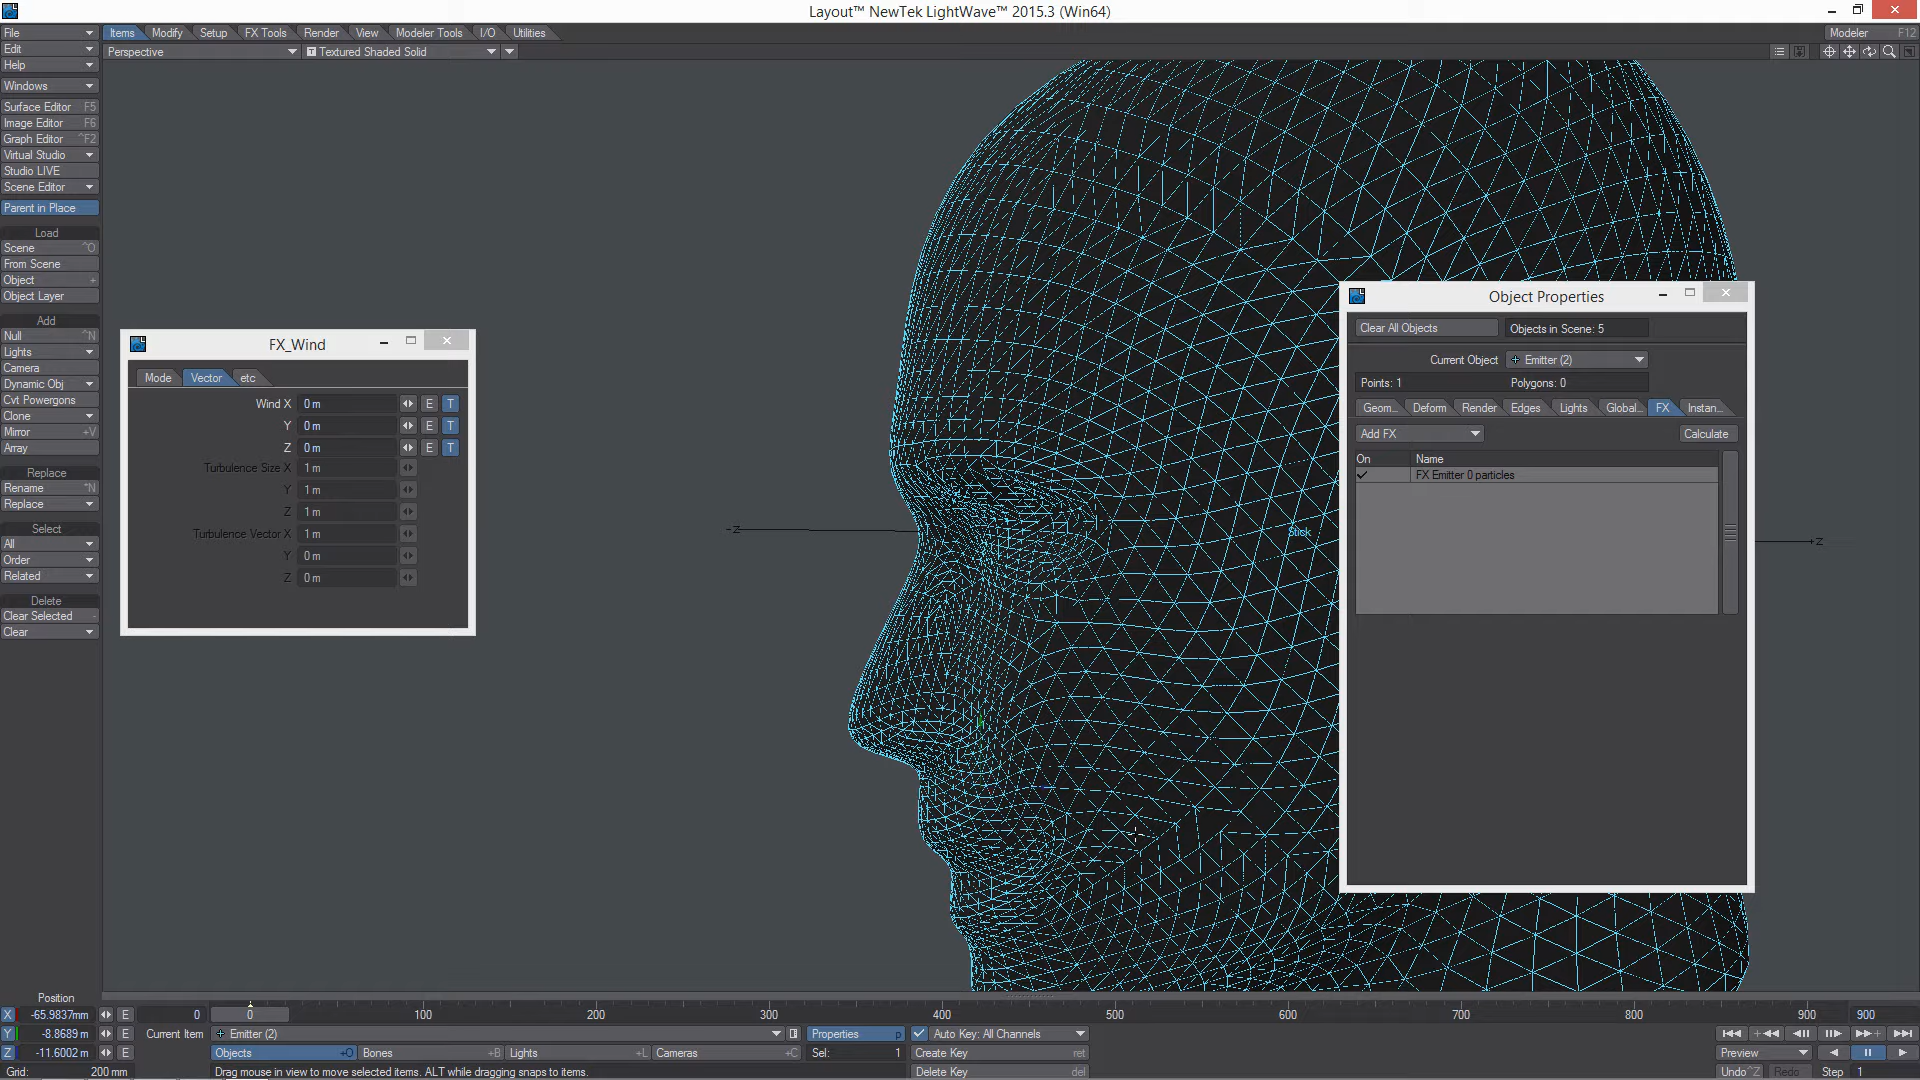 Layout™ NewTek LightWave™ 2015.3 (Win64)
File
Items Modify Setup FX Tools Render View Modeler Tools I/O Utilities
Modeler F12
Edit
Perspective
T Textured Shaded Solid
Help
Windows
Surface Editor F5
Image Editor F6
Graph Editor ^F2
Virtual Studio
Studio LIVE
Scene Editor
Parent in Place
Load
Scene ^O
From Scene
Object +
Object Layer
Add
Null ^N
Lights
Camera
Dynamic Obj
Cvt Powergons
Clone
Mirror +V
Array
Replace
Rename ^N
Replace
Select
All
Order
Related
Delete
Clear Selected -
Clear
FX_Wind
Mode Vector etc
Wind X 0 m E T
Y 0 m E T
Z 0 m E T
Turbulence Size X 1 m
Y 1 m
Z 1 m
Turbulence Vector X 1 m
Y 0 m
Z 0 m
-Z
Stick
+Z
Object Properties
Clear All Objects
Objects in Scene: 5
Current Object + Emitter (2)
Points: 1 Polygons: 0
Geom... Deform Render Edges Lights Global... FX Instan...
Add FX
Calculate
On Name
FX Emitter 0 particles
Position
X -65.9837mm E
0 0 100 200 300 400 500 600 700 800 900 900
Y -8.8689 m E
Current Item + Emitter (2)
Properties p
Auto Key: All Channels
Z -11.6002 m E
Objects +O Bones +B Lights +L Cameras +C
Sel: 1
Create Key ret
Preview
Grid: 200 mm
Drag mouse in view to move selected items. ALT while dragging snaps to items.
Delete Key del
Undo ^Z Redo Step 1